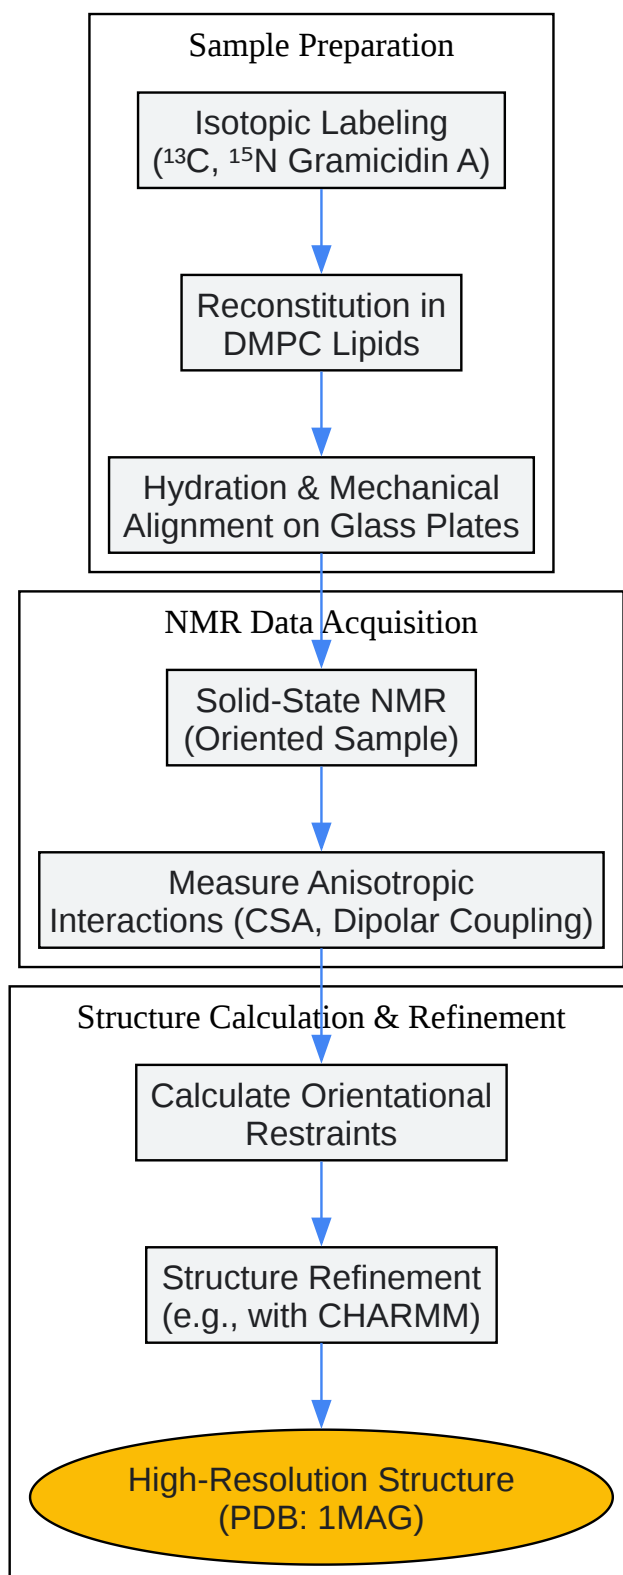 Sample Preparation
Isotopic Labeling
(¹³C, ¹⁵N Gramicidin A)
Reconstitution in
DMPC Lipids
Hydration & Mechanical
Alignment on Glass Plates
NMR Data Acquisition
Solid-State NMR
(Oriented Sample)
Measure Anisotropic
Interactions (CSA, Dipolar Coupling)
Structure Calculation & Refinement
Calculate Orientational
Restraints
Structure Refinement
(e.g., with CHARMM)
High-Resolution Structure
(PDB: 1MAG)